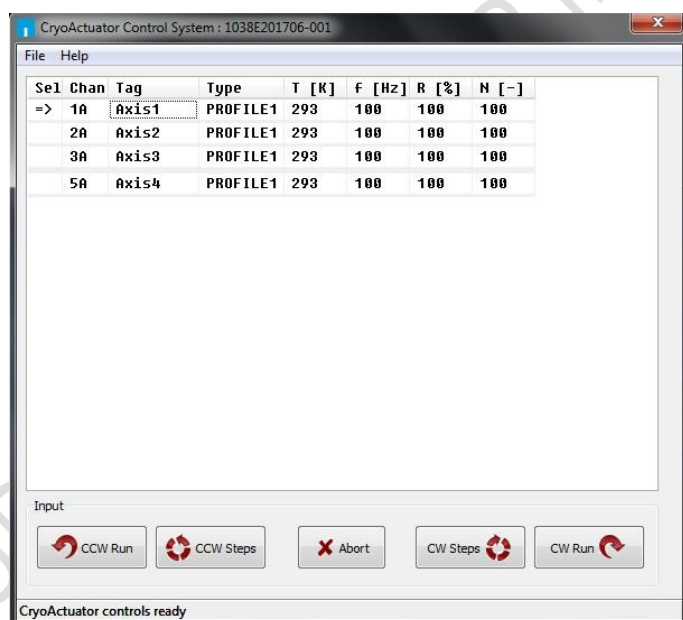 CryoActuator Control System : 1038E201706-001
File Help
Sel Chan Tag Type T [K] f [Hz] R [%] N [-]
=> 1A Axis1 PROFILE1 293 100 100 100
2A Axis2 PROFILE1 293 100 100 100
3A Axis3 PROFILE1 293 100 100 100
5A Axis4 PROFILE1 293 100 100 100
Input
CCW Run CCW Steps Abort CW Steps CW Run
CryoActuator controls ready